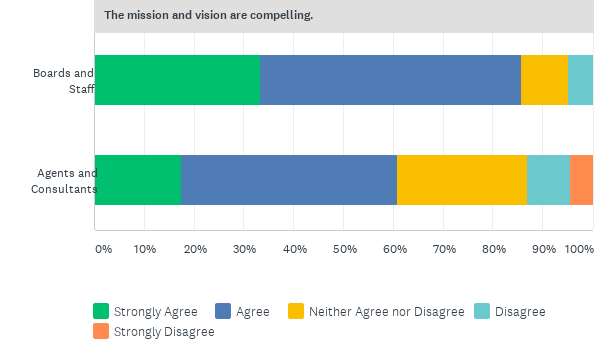 The mission and vision are compelling.
Boards and
Staff
Agents and
Consultants
0% 10% 20% 30% 40% 50% 60% 70% 80% 90% 100%
Strongly Agree Agree Neither Agree nor Disagree Disagree
Strongly Disagree